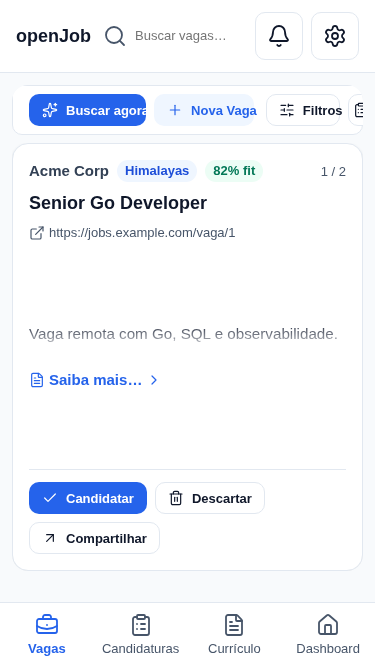 openJob
Buscar vagas…
Buscar agora
Nova Vaga
Filtros
Acme Corp Himalayas 82% fit 1 / 2
Senior Go Developer
https://jobs.example.com/vaga/1
Vaga remota com Go, SQL e observabilidade.
Saiba mais…
Candidatar
Descartar
Compartilhar
Vagas
Candidaturas
Currículo
Dashboard